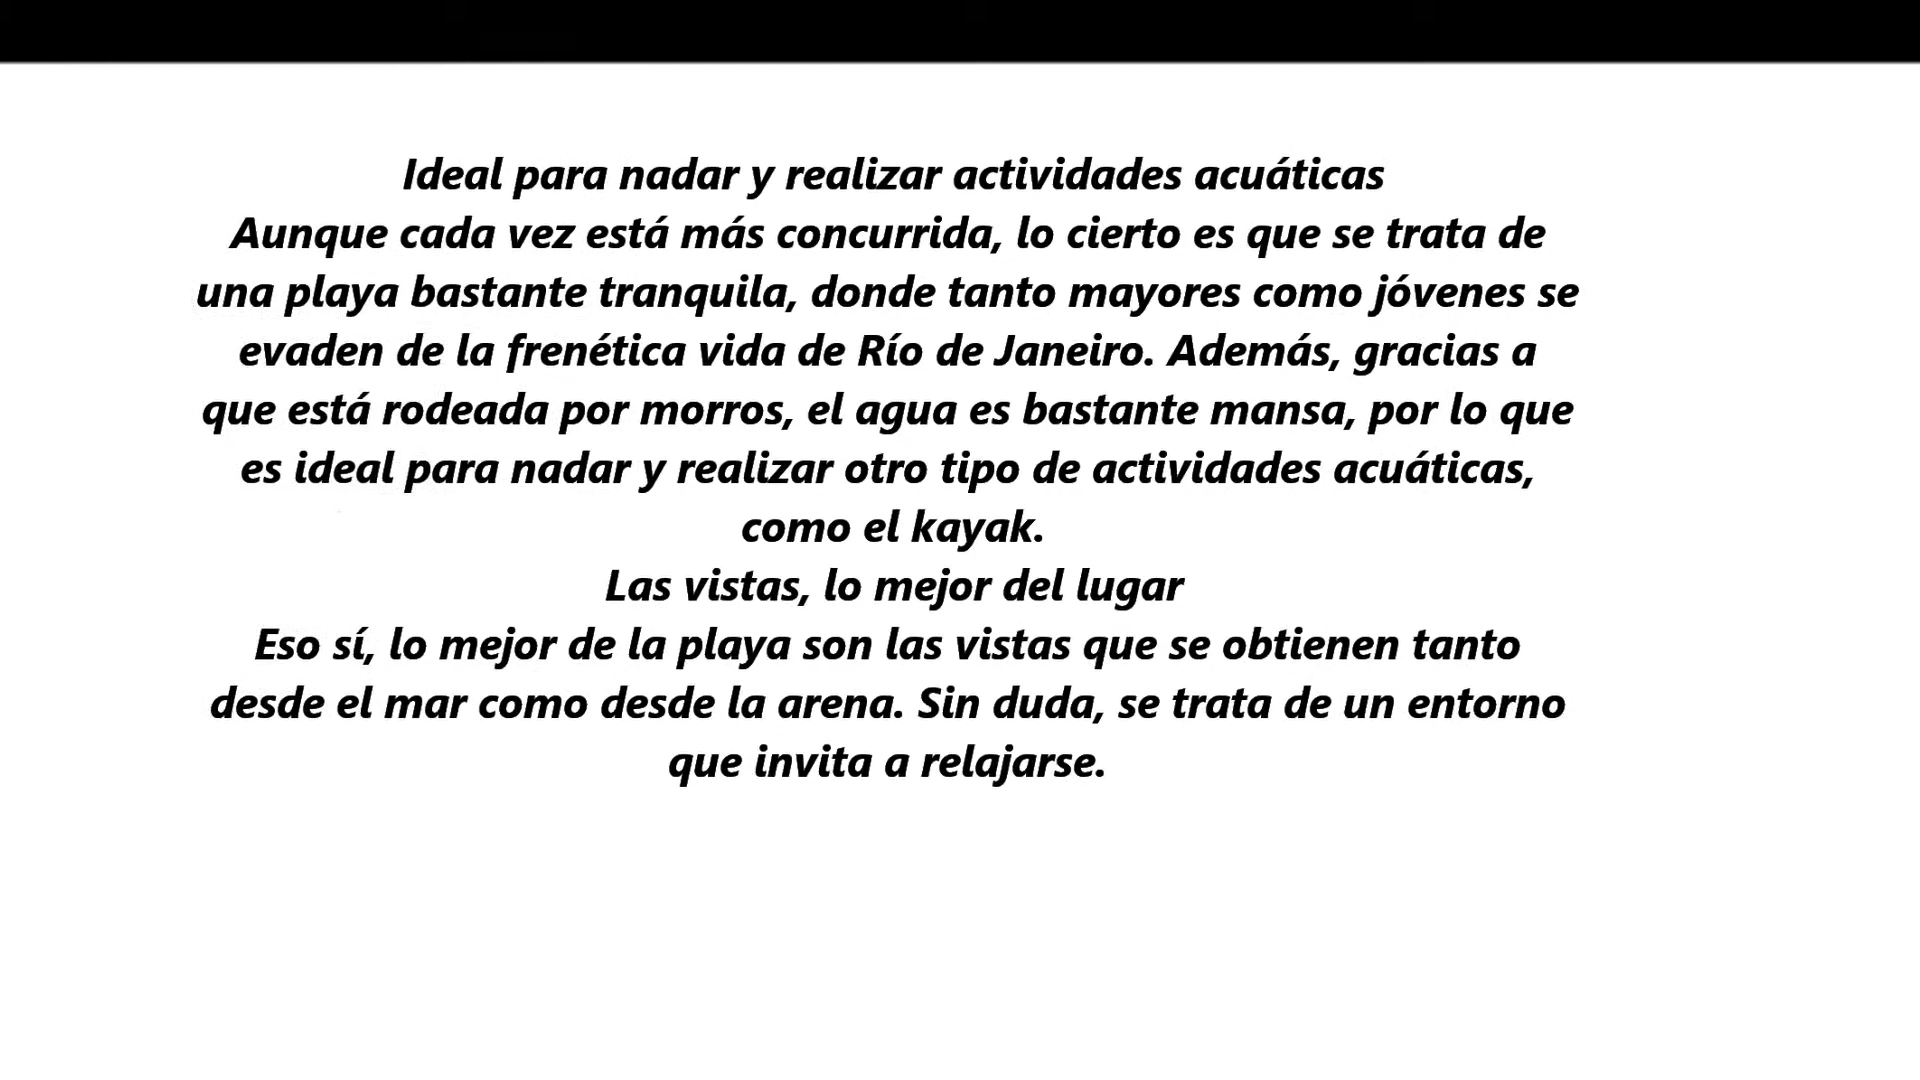 Ideal para nadar y realizar actividades acuáticas
Aunque cada vez está más concurrida, lo cierto es que se trata de
una playa bastante tranquila, donde tanto mayores como jóvenes se
evaden de la frenética vida de Río de Janeiro. Además, gracias a
que está rodeada por morros, el agua es bastante mansa, por lo que
es ideal para nadar y realizar otro tipo de actividades acuáticas,
como el kayak.
Las vistas, lo mejor del lugar
Eso sí, lo mejor de la playa son las vistas que se obtienen tanto
desde el mar como desde la arena. Sin duda, se trata de un entorno
que invita a relajarse.